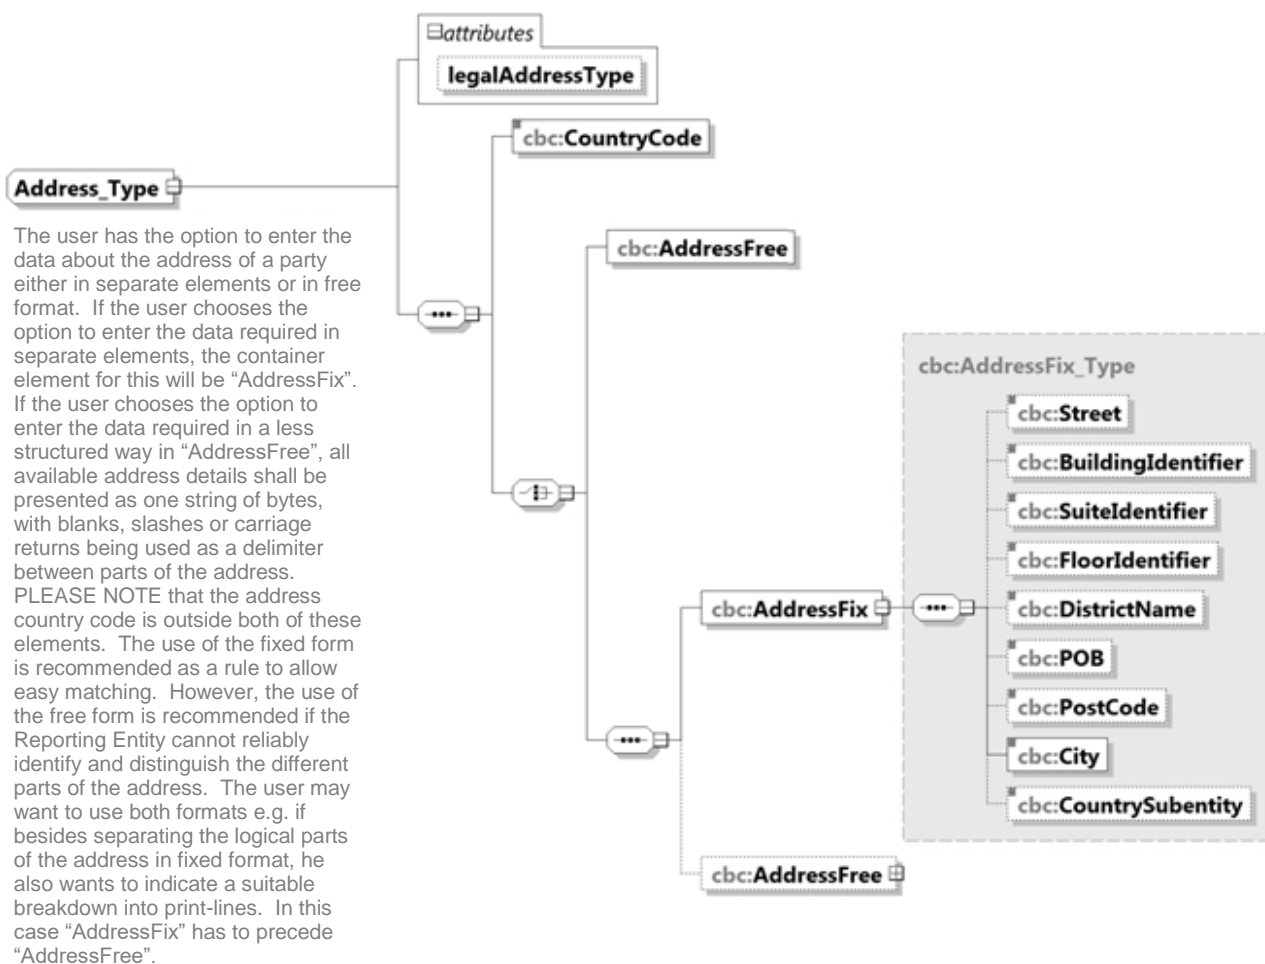 attributes
legalAddressType
cbc:CountryCode
Address_Type
The user has the option to enter the
data about the address of a party
either in separate elements or in free
format.  If the user chooses the
option to enter the data required in
separate elements, the container
element for this will be “AddressFix”.
If the user chooses the option to
enter the data required in a less
structured way in “AddressFree”, all
available address details shall be
presented as one string of bytes,
with blanks, slashes or carriage
returns being used as a delimiter
between parts of the address.
PLEASE NOTE that the address
country code is outside both of these
elements.  The use of the fixed form
is recommended as a rule to allow
easy matching.  However, the use of
the free form is recommended if the
Reporting Entity cannot reliably
identify and distinguish the different
parts of the address.  The user may
want to use both formats e.g. if
besides separating the logical parts
of the address in fixed format, he
also wants to indicate a suitable
breakdown into print-lines.  In this
case “AddressFix” has to precede
“AddressFree”.
cbc:AddressFree
cbc:AddressFix_Type
cbc:Street
cbc:BuildingIdentifier
cbc:SuiteIdentifier
cbc:FloorIdentifier
cbc:AddressFix
cbc:DistrictName
cbc:POB
cbc:PostCode
cbc:City
cbc:CountrySubentity
cbc:AddressFree